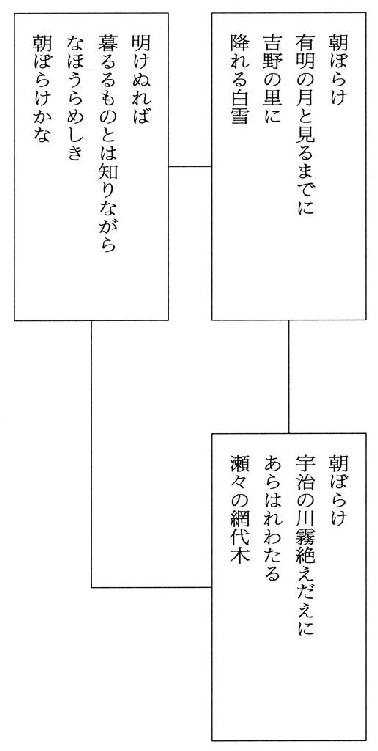 朝ぼらけ
有明の月と見るまでに
吉野の里に
降れる白雪
明けぬれば
暮るるものとは知りながら
なほうらめしき
朝ぼらけかな
朝ぼらけ
宇治の川霧絶えだえに
あらはれわたる
瀬々の網代木